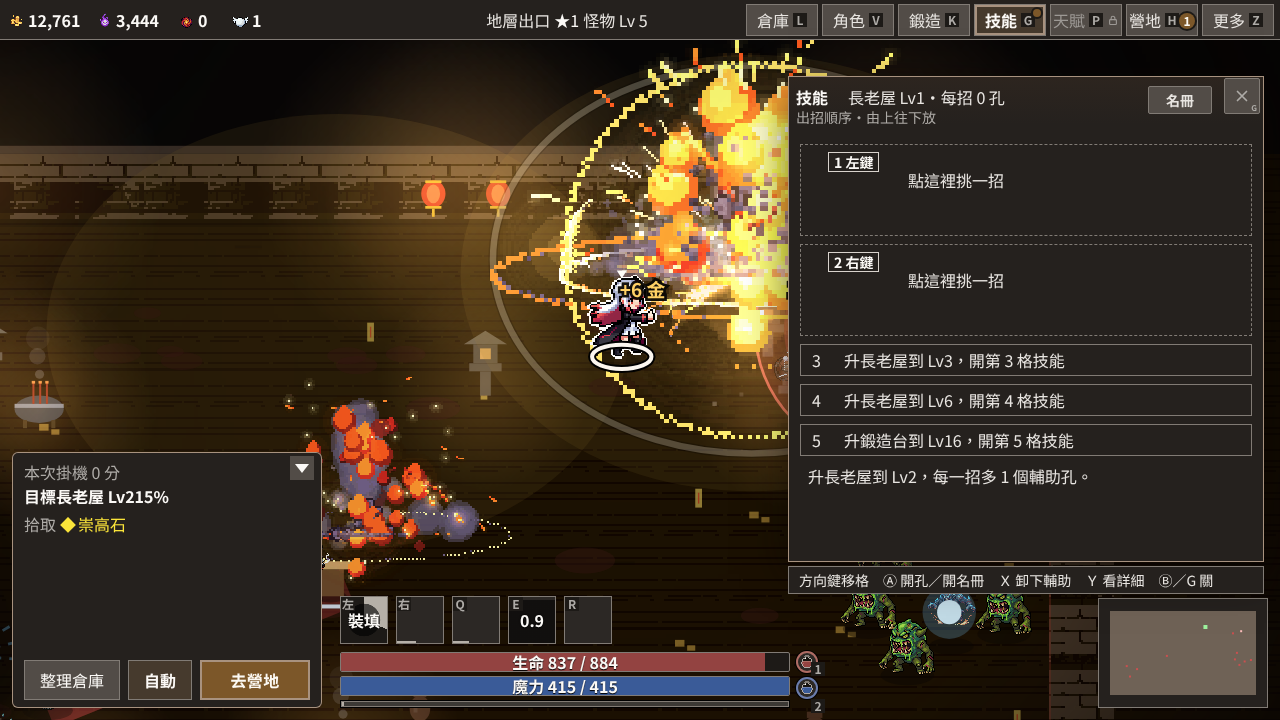 12,761 3,444 0 1
地層出口 ★1 怪物 Lv 5
倉庫 L 角色 V 鍛造 K 技能 G 天賦 P 營地 H 1 更多 Z
技能 長老屋 Lv1・每招 0 孔
名冊
G
出招順序・由上往下放
1 左鍵
點這裡挑一招
2 右鍵
點這裡挑一招
3 升長老屋到 Lv3，開第 3 格技能
4 升長老屋到 Lv6，開第 4 格技能
5 升鍛造台到 Lv16，開第 5 格技能
升長老屋到 Lv2，每一招多 1 個輔助孔。
方向鍵移格 Ⓐ 開孔／開名冊 X 卸下輔助 Y 看詳細 Ⓑ／G 關
+6 金
本次掛機 0 分
目標長老屋 Lv215%
拾取 ◆崇高石
整理倉庫 自動 去營地
左 裝填 右 Q E 0.9 R
生命 837 / 884
1
魔力 415 / 415
2